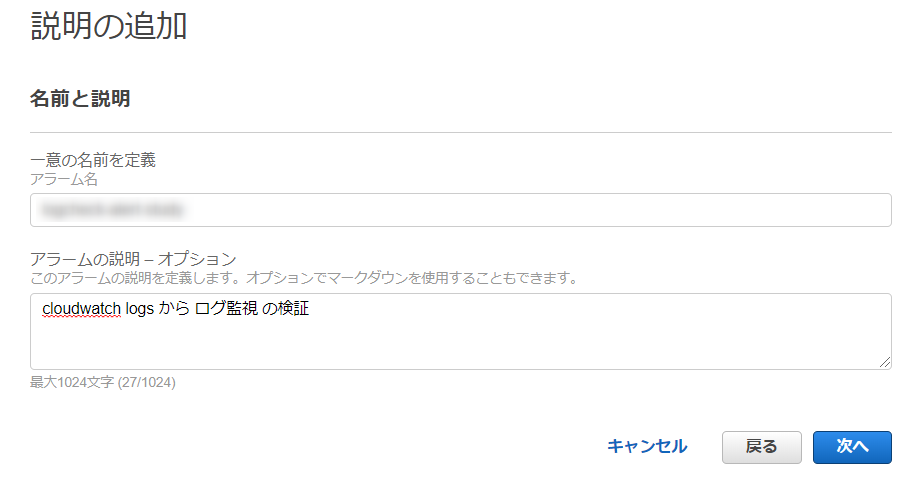 説明の追加
名前と説明
一意の名前を定義
アラーム名
アラームの説明 – オプション
このアラームの説明を定義します。オプションでマークダウンを使用することもできます。
cloudwatch logs から ログ監視 の検証
最大1024文字 (27/1024)
キャンセル
戻る
次へ